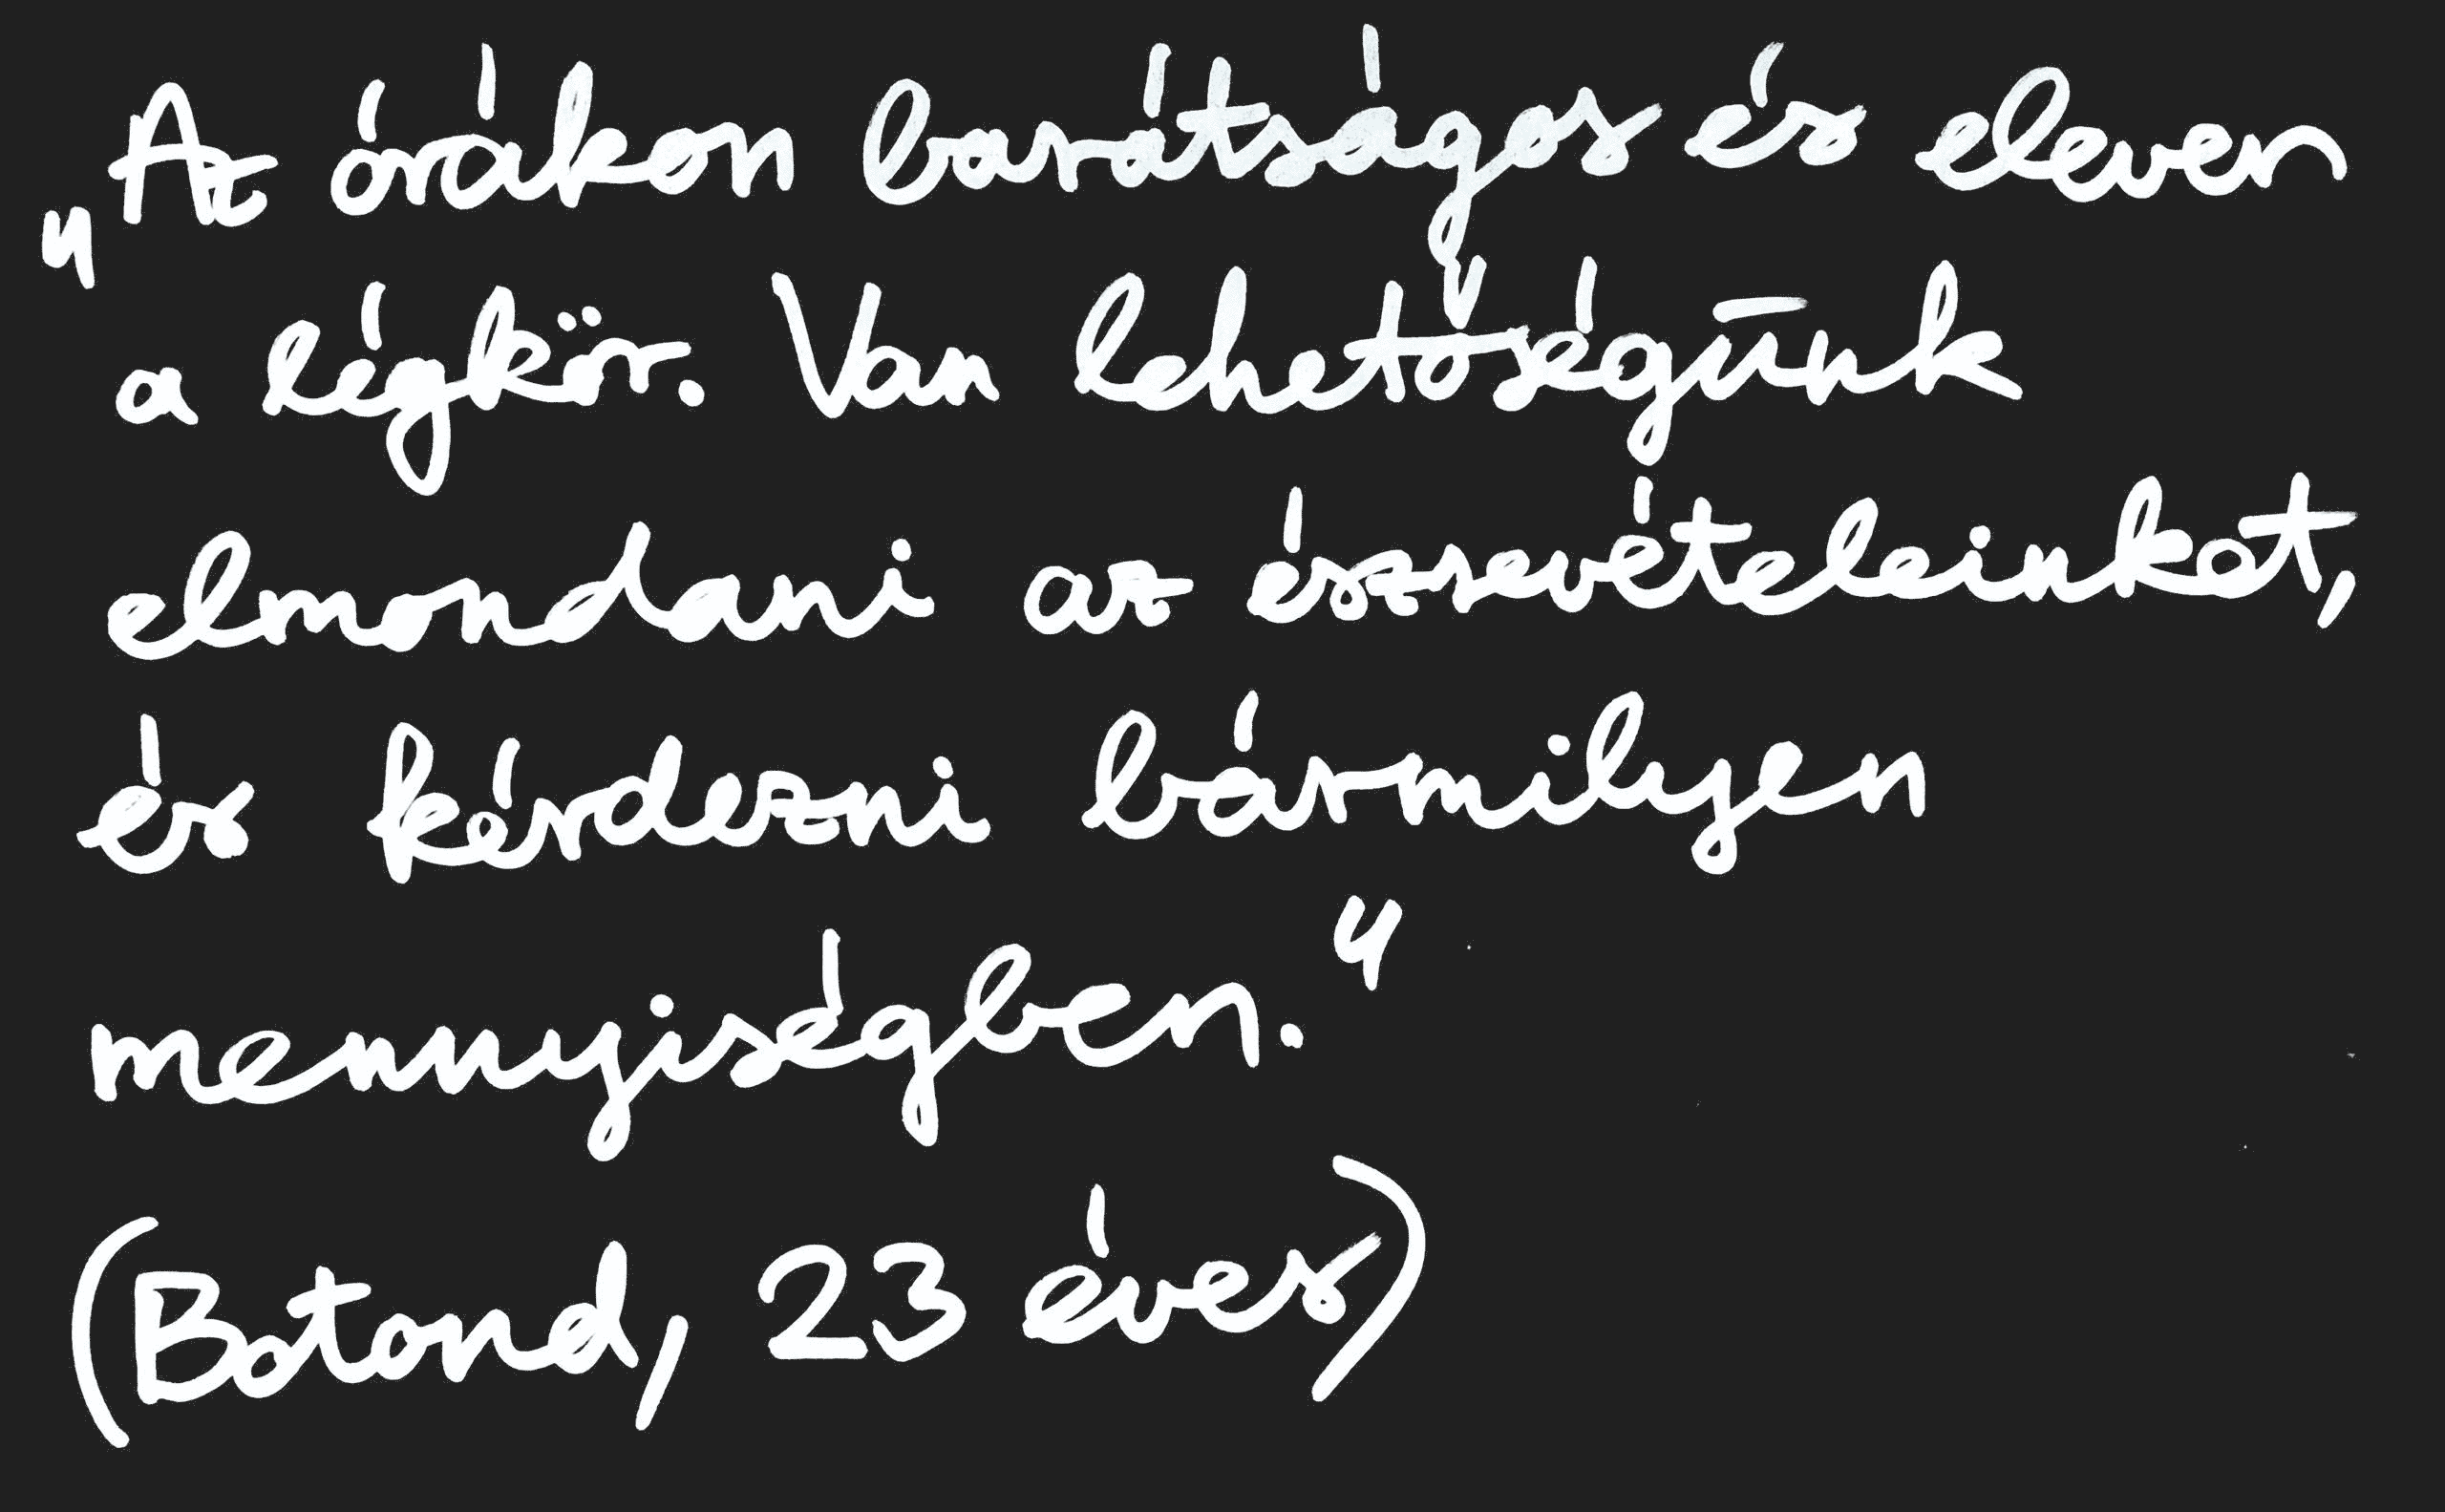 „Az órákon barátságos és eleven
a légkör. Van lehetőségünk
elmondani az észrevételeinket,
és kérdezni bármilyen
mennyiségben."
(Botond, 23 éves)